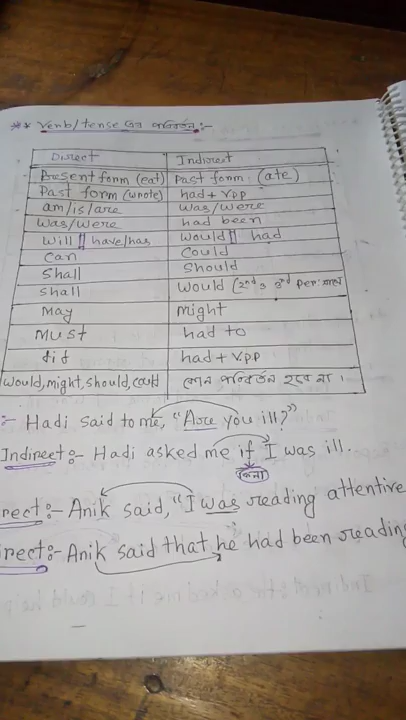 ** Verb/tense এর পরিবর্তন :-
Direct Indirect
Present form (eat) Past form (ate)
Past form (wrote) had + V.P.P
am/is/are was/were
was/were had been
will || have/has would || had
can could
shall should
shall would (2nd ও 3rd per:
May might
Must had to
did had + V.P.P
would, might, should, could কোন পরিবর্তন হবে না।
:- Hadi said to me, "Are you ill?"
Indirect:- Hadi asked me if I was ill.
rect:- Anik said, "I was reading attentive
irect:- Anik said that he had been reading